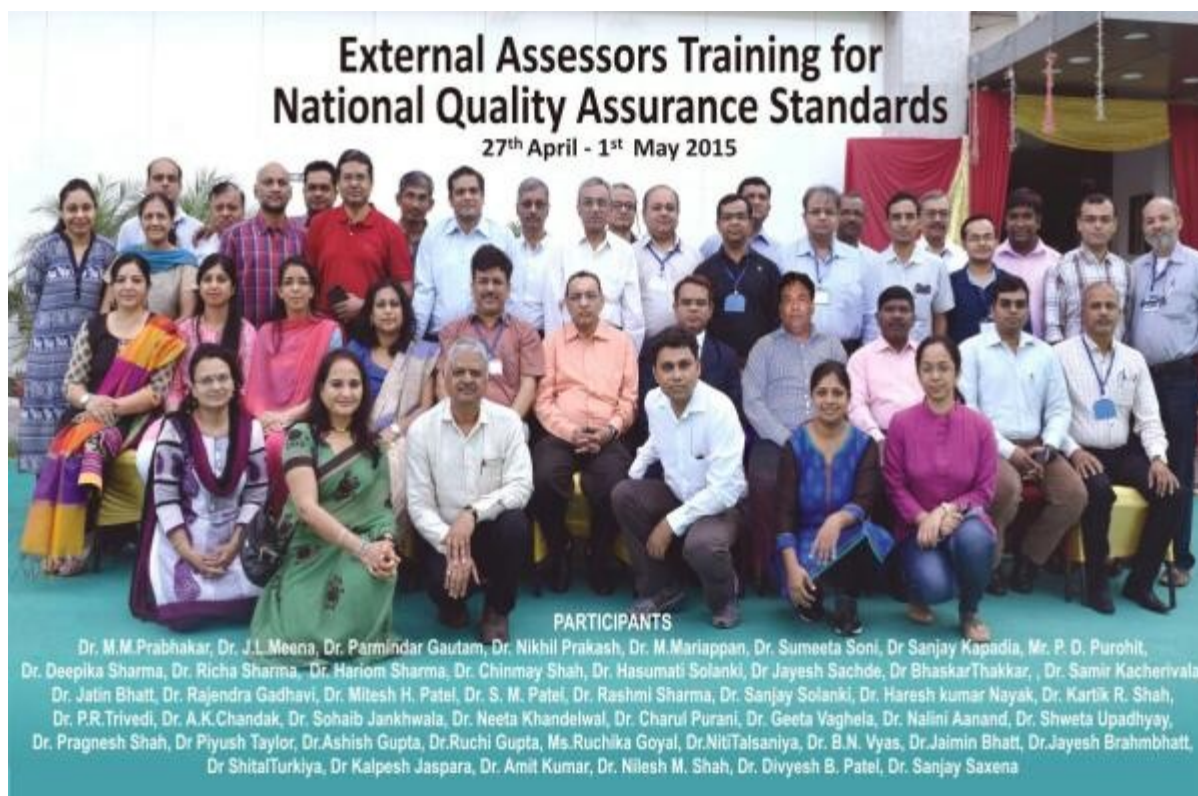 External Assessors Training for
National Quality Assurance Standards
27th April - 1st May 2015
PARTICIPANTS
Dr. M.M.Prabhakar, Dr. J.L.Meena, Dr. Parmindar Gautam, Dr. Nikhil Prakash, Dr. M.Mariappan, Dr. Sumeeta Soni, Dr Sanjay Kapadia, Mr. P. D. Purohit,
Dr. Deepika Sharma, Dr. Richa Sharma, Dr. Hariom Sharma, Dr. Chinmay Shah, Dr. Hasumati Solanki, Dr Jayesh Sachde, Dr BhaskarThakkar, , Dr. Samir Kacherivala
Dr. Jatin Bhatt, Dr. Rajendra Gadhavi, Dr. Mitesh H. Patel, Dr. S. M. Patel, Dr. Rashmi Sharma, Dr. Sanjay Solanki, Dr. Haresh kumar Nayak, Dr. Kartik R. Shah,
Dr. P.R.Trivedi, Dr. A.K.Chandak, Dr. Sohaib Jankhwala, Dr. Neeta Khandelwal, Dr. Charul Purani, Dr. Geeta Vaghela, Dr. Nalini Aanand, Dr. Shweta Upadhyay,
Dr. Pragnesh Shah, Dr Piyush Taylor, Dr.Ashish Gupta, Dr.Ruchi Gupta, Ms.Ruchika Goyal, Dr.NitiTalsaniya, Dr. B.N. Vyas, Dr.Jaimin Bhatt, Dr.Jayesh Brahmbhatt,
Dr ShitalTurkiya, Dr Kalpesh Jaspara, Dr. Amit Kumar, Dr. Nilesh M. Shah, Dr. Divyesh B. Patel, Dr. Sanjay Saxena